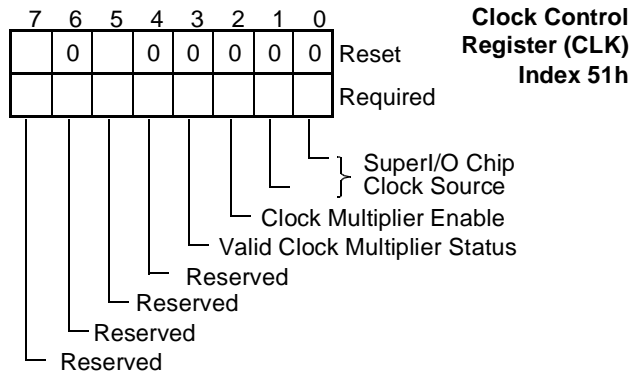 7 6 5 4 3 2 1 0
Clock Control
Register (CLK)
Index 51h
0 0 0 0 0 0 Reset
Required
SuperI/O Chip
Clock Source
Clock Multiplier Enable
Valid Clock Multiplier Status
Reserved
Reserved
Reserved
Reserved